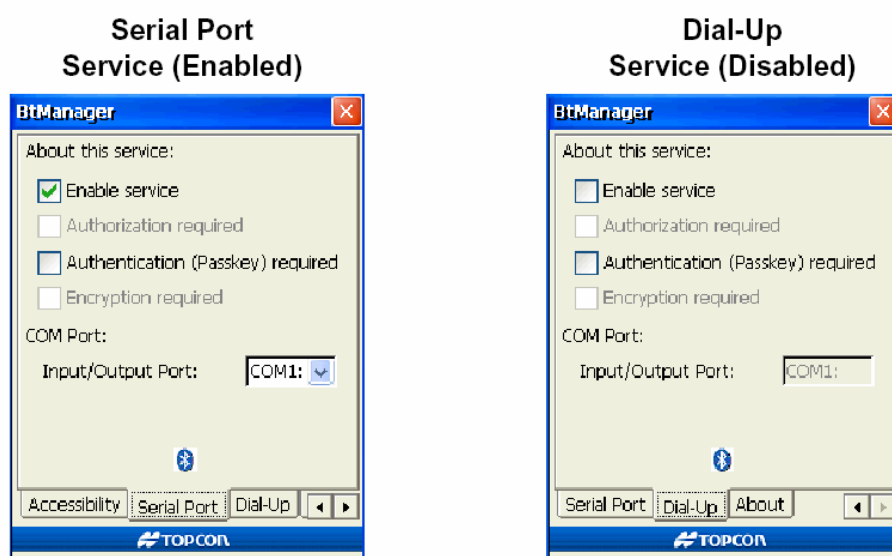 Serial Port
Service (Enabled)
BtManager
About this service:
Enable service
Authorization required
Authentication (Passkey) required
Encryption required
COM Port:
Input/Output Port: COM1:
Accessibility Serial Port Dial-Up
TOPCON
Dial-Up
Service (Disabled)
BtManager
About this service:
Enable service
Authorization required
Authentication (Passkey) required
Encryption required
COM Port:
Input/Output Port: COM1:
Serial Port Dial-Up About
TOPCON